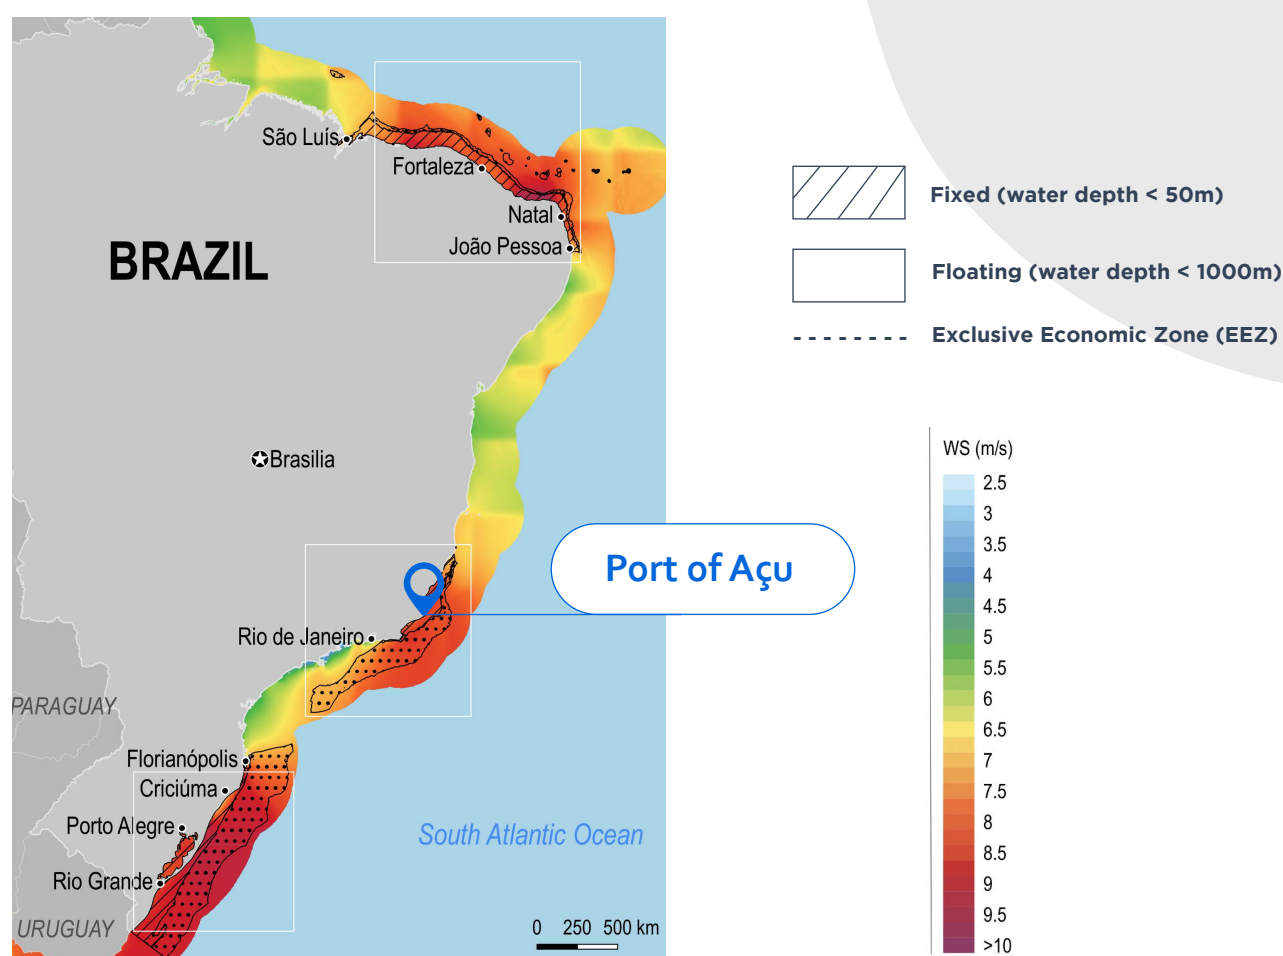 São Luís
Fortaleza
Natal
João Pessoa
BRAZIL
Brasilia
Port of Açu
Rio de Janeiro
PARAGUAY
Florianópolis
Criciúma
Porto Alegre
Rio Grande
URUGUAY
South Atlantic Ocean
0 250 500 km
Fixed (water depth < 50m)
Floating (water depth < 1000m)
Exclusive Economic Zone (EEZ)
WS (m/s)
2.5
3
3.5
4
4.5
5
5.5
6
6.5
7
7.5
8
8.5
9
9.5
>10